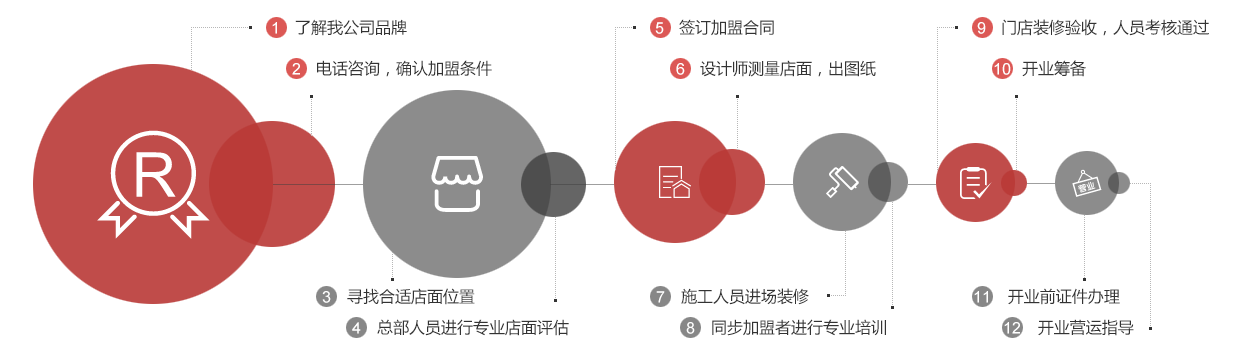 1 了解我公司品牌
2 电话咨询，确认加盟条件
R
3 寻找合适店面位置
4 总部人员进行专业店面评估
5 签订加盟合同
6 设计师测量店面，出图纸
7 施工人员进场装修
8 同步加盟者进行专业培训
9 门店装修验收，人员考核通过
10 开业筹备
营业
11 开业前证件办理
12 开业营运指导